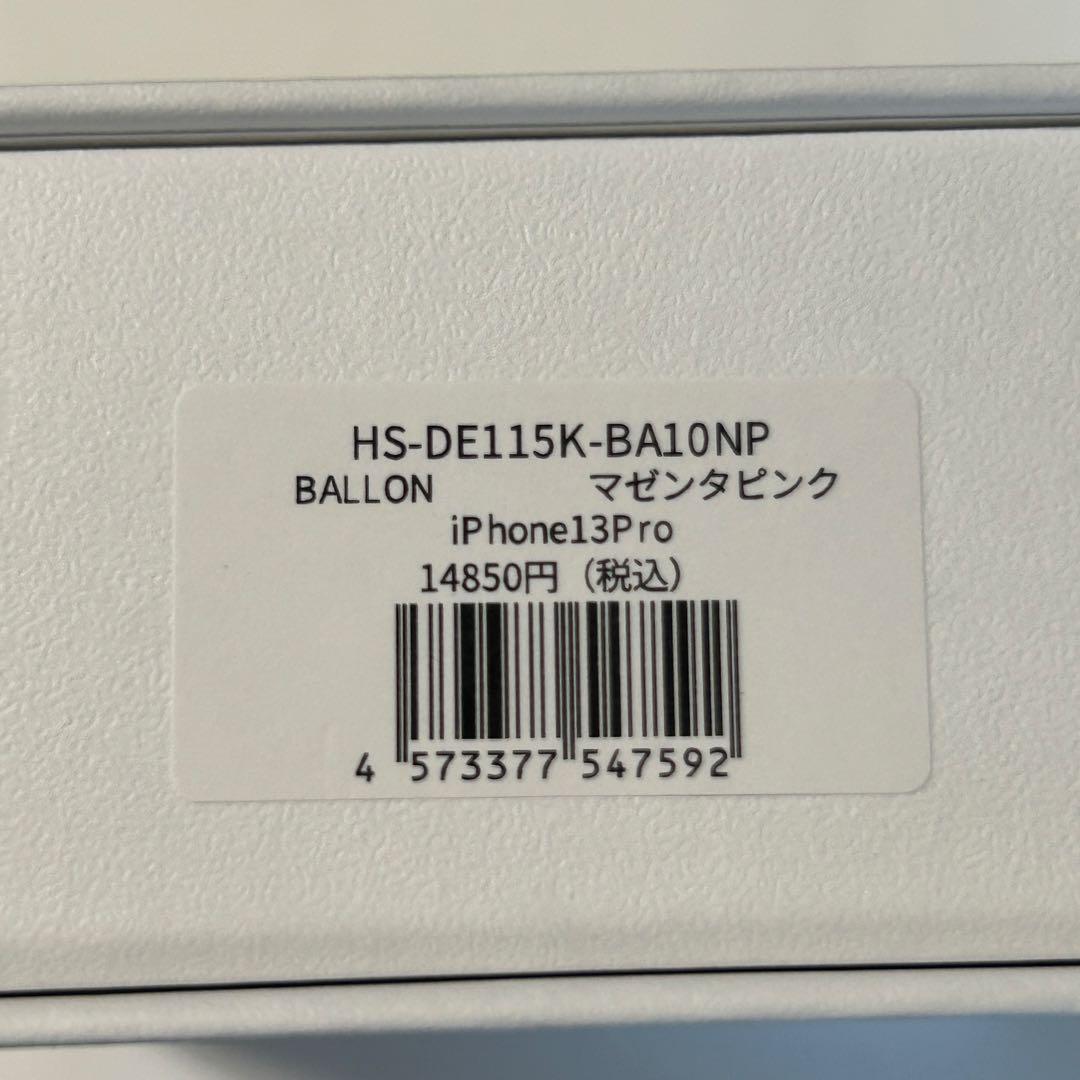 HS-DE115K-BA10NP
BALLON マゼンタピンク
iPhone13Pro
14850円（税込）
4 573377 547592